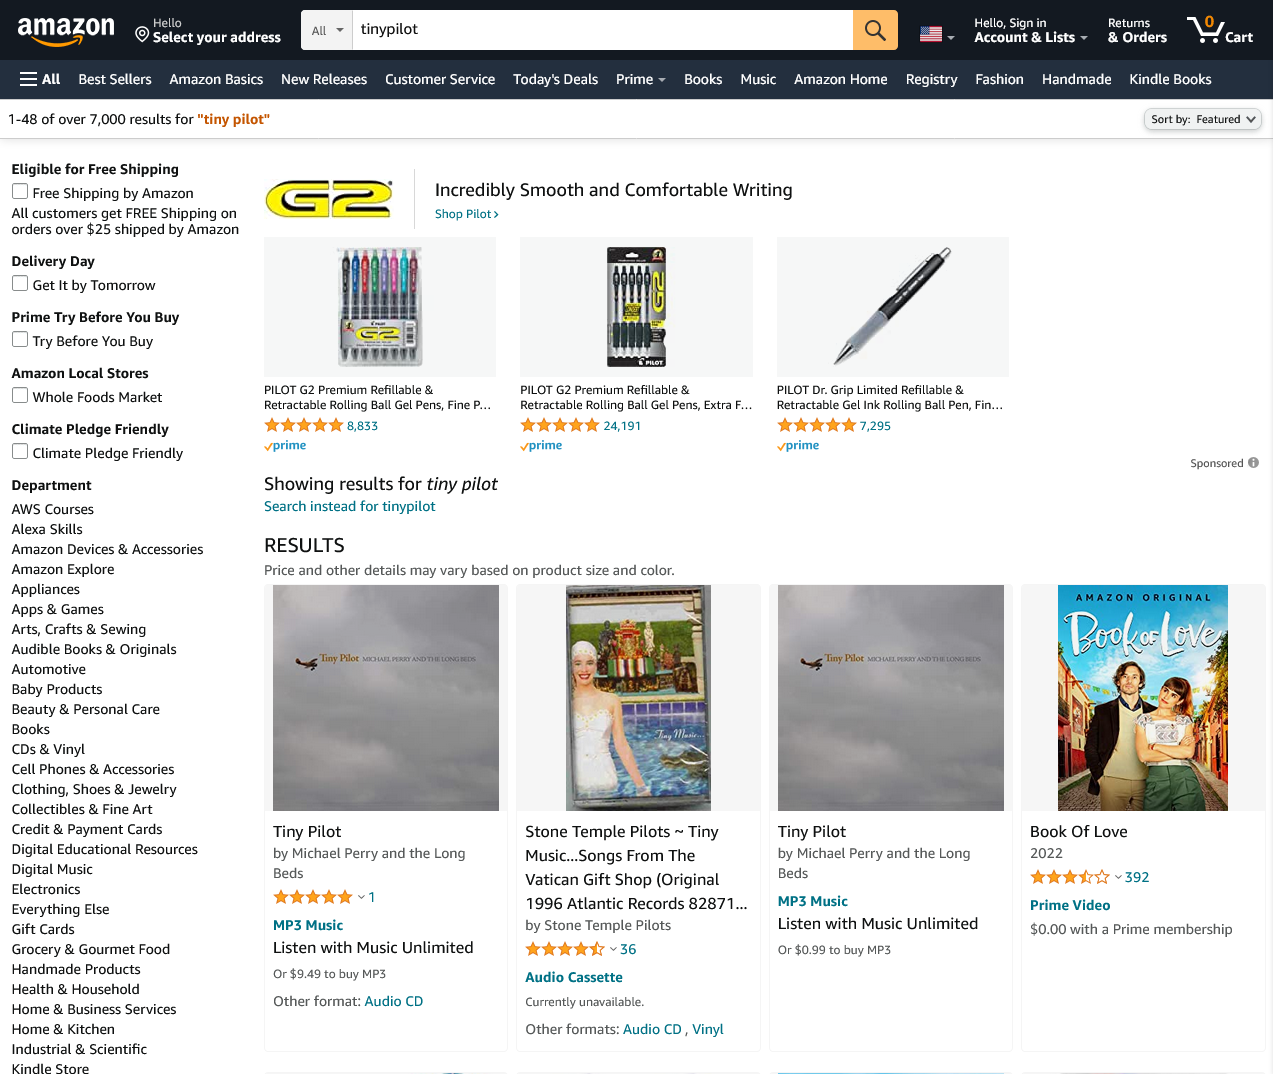 amazon
Hello
Select your address
All
tinypilot
Hello, Sign in
Account & Lists
Returns
& Orders
0
Cart
All
Best Sellers
Amazon Basics
New Releases
Customer Service
Today's Deals
Prime
Books
Music
Amazon Home
Registry
Fashion
Handmade
Kindle Books
1-48 of over 7,000 results for "tiny pilot"
Sort by: Featured
Eligible for Free Shipping
Free Shipping by Amazon
All customers get FREE Shipping on
orders over $25 shipped by Amazon
Delivery Day
Get It by Tomorrow
Prime Try Before You Buy
Try Before You Buy
Amazon Local Stores
Whole Foods Market
Climate Pledge Friendly
Climate Pledge Friendly
Department
AWS Courses
Alexa Skills
Amazon Devices & Accessories
Amazon Explore
Appliances
Apps & Games
Arts, Crafts & Sewing
Audible Books & Originals
Automotive
Baby Products
Beauty & Personal Care
Books
CDs & Vinyl
Cell Phones & Accessories
Clothing, Shoes & Jewelry
Collectibles & Fine Art
Credit & Payment Cards
Digital Educational Resources
Digital Music
Electronics
Everything Else
Gift Cards
Grocery & Gourmet Food
Handmade Products
Health & Household
Home & Business Services
Home & Kitchen
Industrial & Scientific
Kindle Store
G2
Incredibly Smooth and Comfortable Writing
Shop Pilot ›
PILOT
G2
PILOT G2 Premium Refillable &
Retractable Rolling Ball Gel Pens, Fine P...
8,833
prime
G2
PILOT
PILOT G2 Premium Refillable &
Retractable Rolling Ball Gel Pens, Extra F...
24,191
prime
PILOT Dr. Grip Limited Refillable &
Retractable Gel Ink Rolling Ball Pen, Fin...
7,295
prime
Sponsored
Showing results for tiny pilot
Search instead for tinypilot
RESULTS
Price and other details may vary based on product size and color.
Tiny Pilot MICHAEL PERRY AND THE LONG BEDS
Tiny Pilot
by Michael Perry and the Long
Beds
1
MP3 Music
Listen with Music Unlimited
Or $9.49 to buy MP3
Other format: Audio CD
Tiny Music...
Stone Temple Pilots ~ Tiny
Music...Songs From The
Vatican Gift Shop (Original
1996 Atlantic Records 82871...
by Stone Temple Pilots
36
Audio Cassette
Currently unavailable.
Other formats: Audio CD , Vinyl
Tiny Pilot MICHAEL PERRY AND THE LONG BEDS
Tiny Pilot
by Michael Perry and the Long
Beds
MP3 Music
Listen with Music Unlimited
Or $0.99 to buy MP3
AMAZON ORIGINAL
Book of Love
Book Of Love
2022
392
Prime Video
$0.00 with a Prime membership